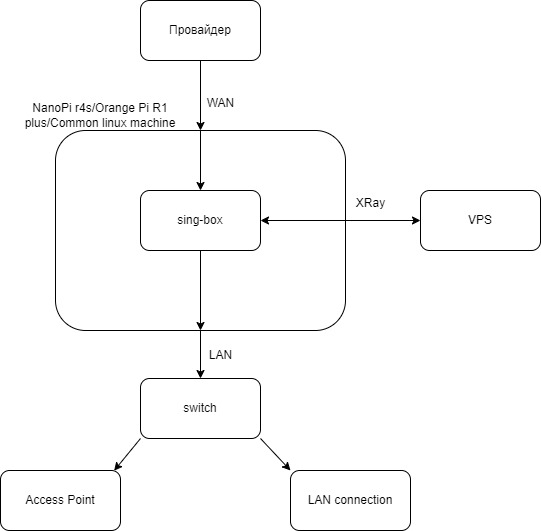 Провайдер
WAN
NanoPi r4s/Orange Pi R1
plus/Common linux machine
sing-box
XRay
VPS
LAN
switch
Access Point
LAN connection